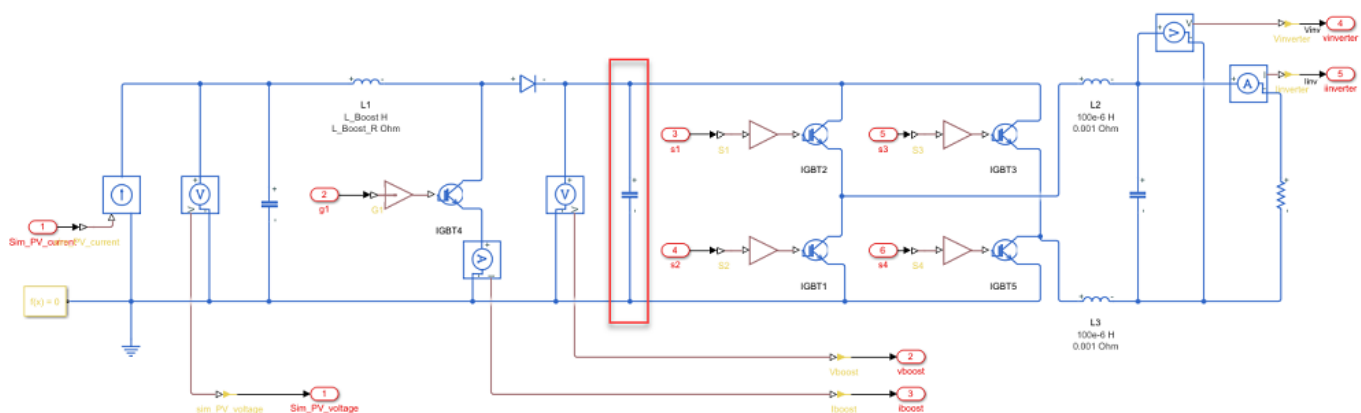 V
Vinv
4
Vinverter
vinverter
I
Iinv
5
Iinverter
iinverter
A
L1
L_Boost H
L_Boost_R Ohm
L2
100e-6 H
0.001 Ohm
3
s1
S1
IGBT2
5
s3
S3
IGBT3
V
V
2
g1
G1
IGBT4
1
Sim_PV_current
4
s2
S2
IGBT1
6
s4
S4
IGBT5
A
f(x) = 0
L3
100e-6 H
0.001 Ohm
Vboost
2
vboost
sim_PV_voltage
1
Sim_PV_voltage
Iboost
3
iboost